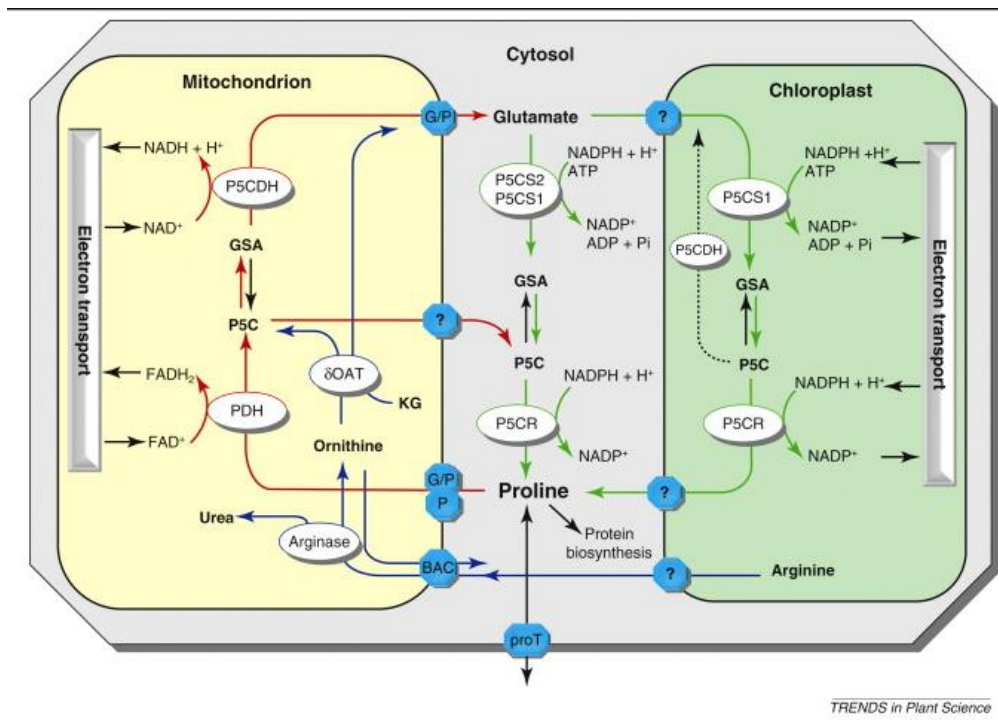 Cytosol
Mitochondrion
Electron transport
NADH + H⁺
NAD⁺
P5CDH
GSA
P5C
FADH₂
FAD⁺
PDH
δOAT
KG
Ornithine
Urea
Arginase
G/P
?
G/P
P
BAC
Glutamate
P5CS2
P5CS1
NADPH + H⁺
ATP
NADP⁺
ADP + Pi
GSA
P5C
NADPH + H⁺
P5CR
NADP⁺
Proline
Protein
biosynthesis
proT
?
?
?
Chloroplast
P5CDH
P5CS1
NADPH +H⁺
ATP
NADP⁺
ADP + Pi
GSA
P5C
NADPH + H⁺
P5CR
NADP⁺
Arginine
Electron transport
TRENDS in Plant Science